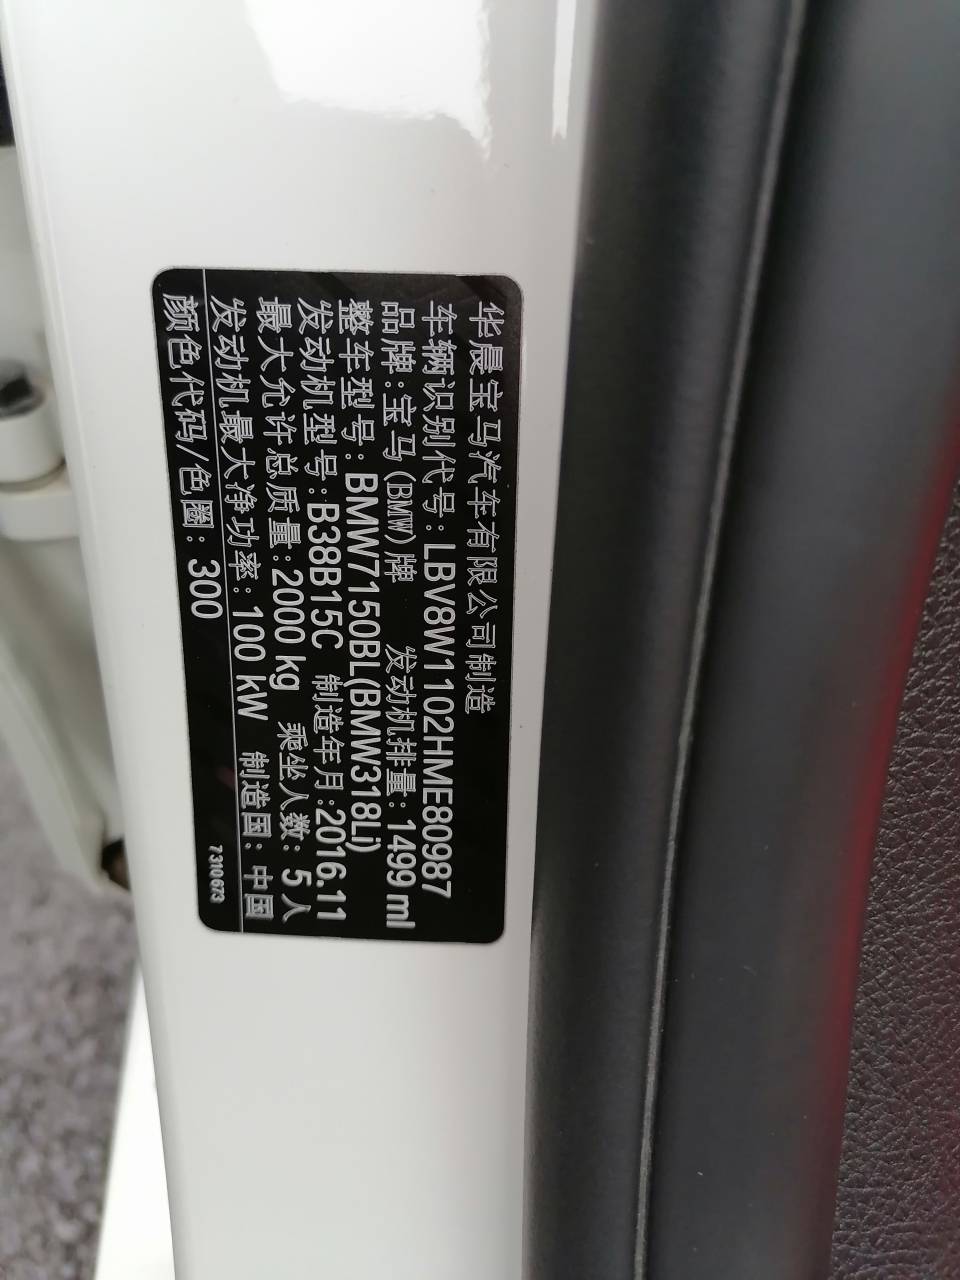 华晨宝马汽车有限公司制造
车辆识别代号: LBV8W1102HME80987
品牌:宝马(BMW)牌 发动机排量: 1499 ml
整车型号: BMW7150BL(BMW318Li)
发动机型号:B38B15C 制造年月:2016.11
最大允许总质量:2000 kg 乘坐人数: 5 人
发动机最大净功率: 100 kW 制造国: 中国
颜色代码/色圈: 300
7 310 673